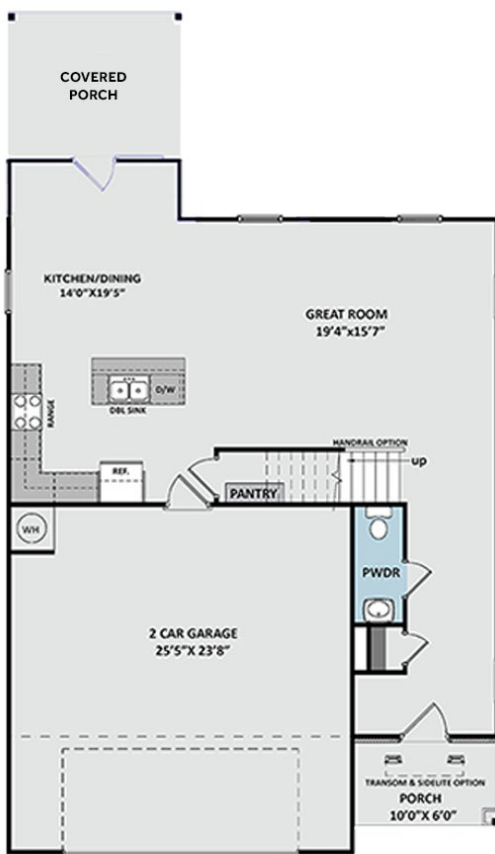 COVERED
PORCH
KITCHEN/DINING
14'0"X19'5"
GREAT ROOM
19'4"x15'7"
D/W
DBL SINK
RANGE
REF.
HANDRAIL OPTION
up
PANTRY
WH
PWDR
2 CAR GARAGE
25'5"X 23'8"
TRANSOM & SIDELITE OPTION
PORCH
10'0"X 6'0"